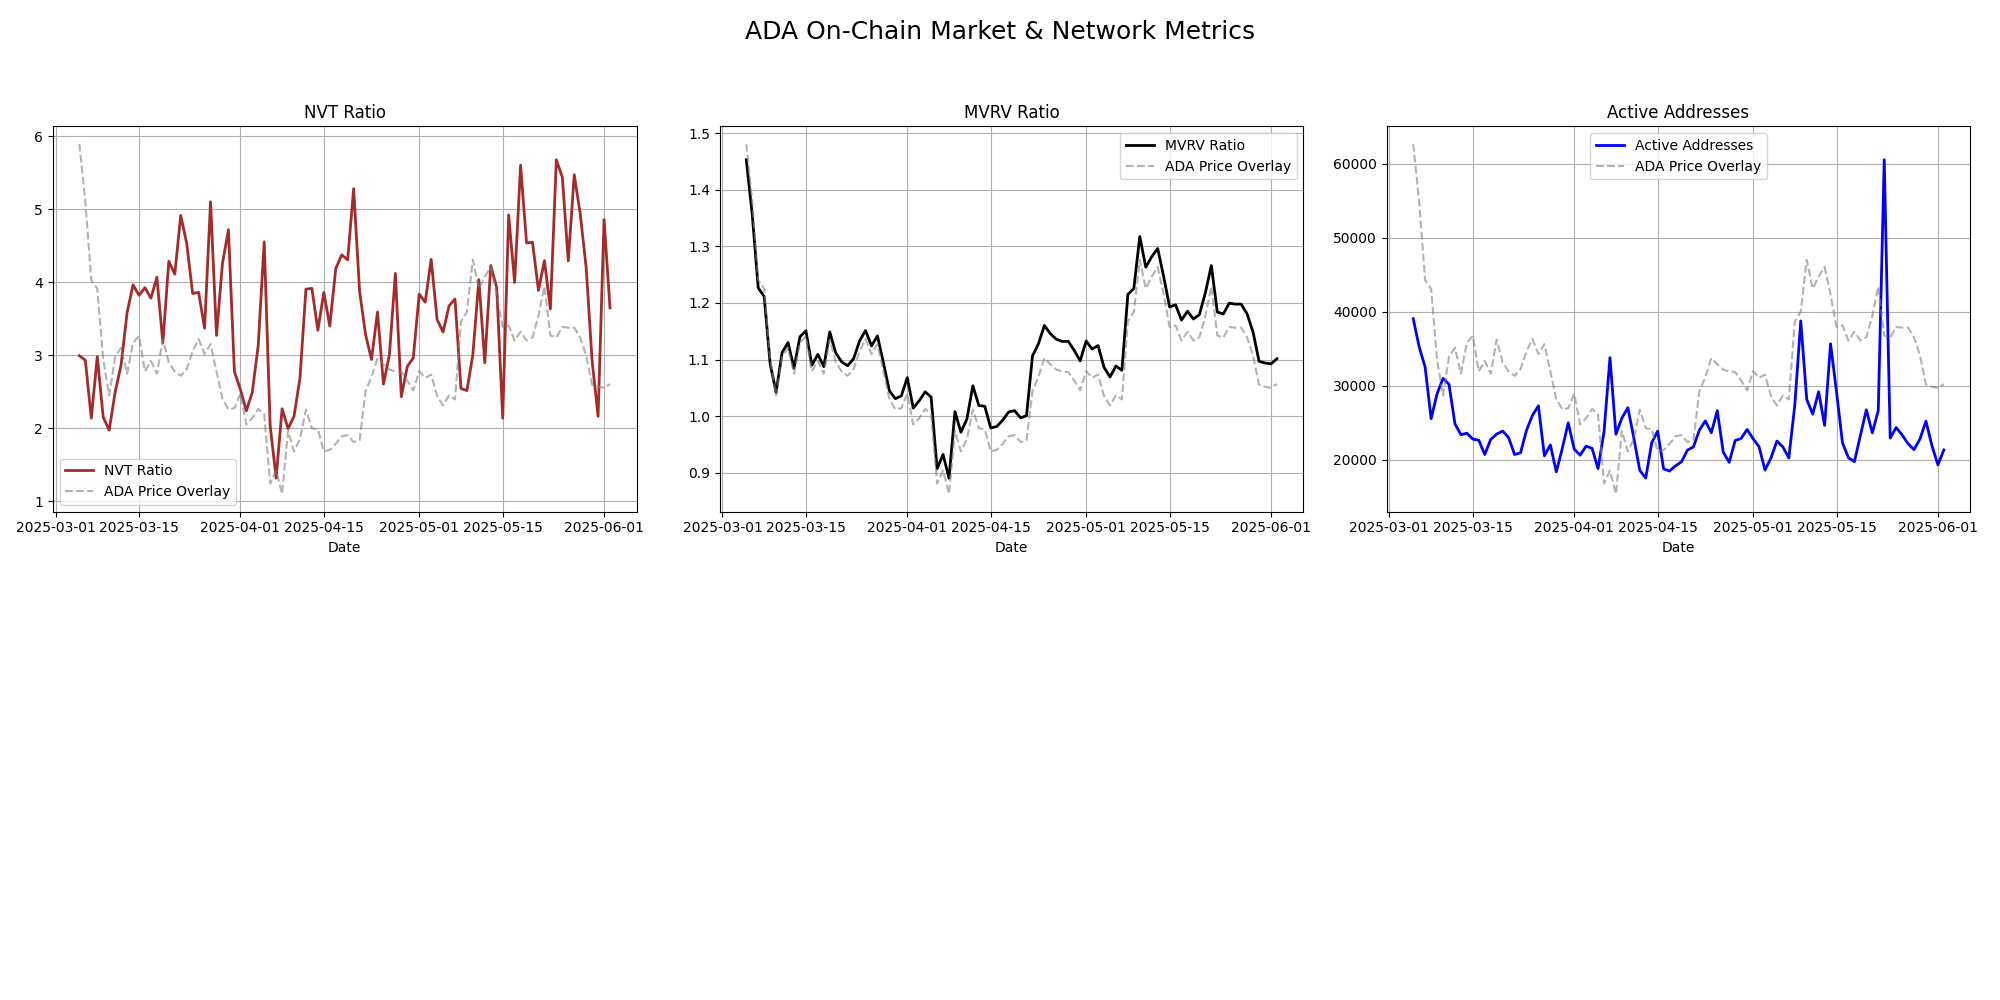 ADA On-Chain Market & Network Metrics
NVT Ratio
6
5
4
3
2
1
NVT Ratio
ADA Price Overlay
2025-03-01 2025-03-15 2025-04-01 2025-04-15 2025-05-01 2025-05-15 2025-06-01
Date
MVRV Ratio
1.5
1.4
1.3
1.2
1.1
1.0
0.9
MVRV Ratio
ADA Price Overlay
2025-03-01 2025-03-15 2025-04-01 2025-04-15 2025-05-01 2025-05-15 2025-06-01
Date
Active Addresses
60000
50000
40000
30000
20000
Active Addresses
ADA Price Overlay
2025-03-01 2025-03-15 2025-04-01 2025-04-15 2025-05-01 2025-05-15 2025-06-01
Date